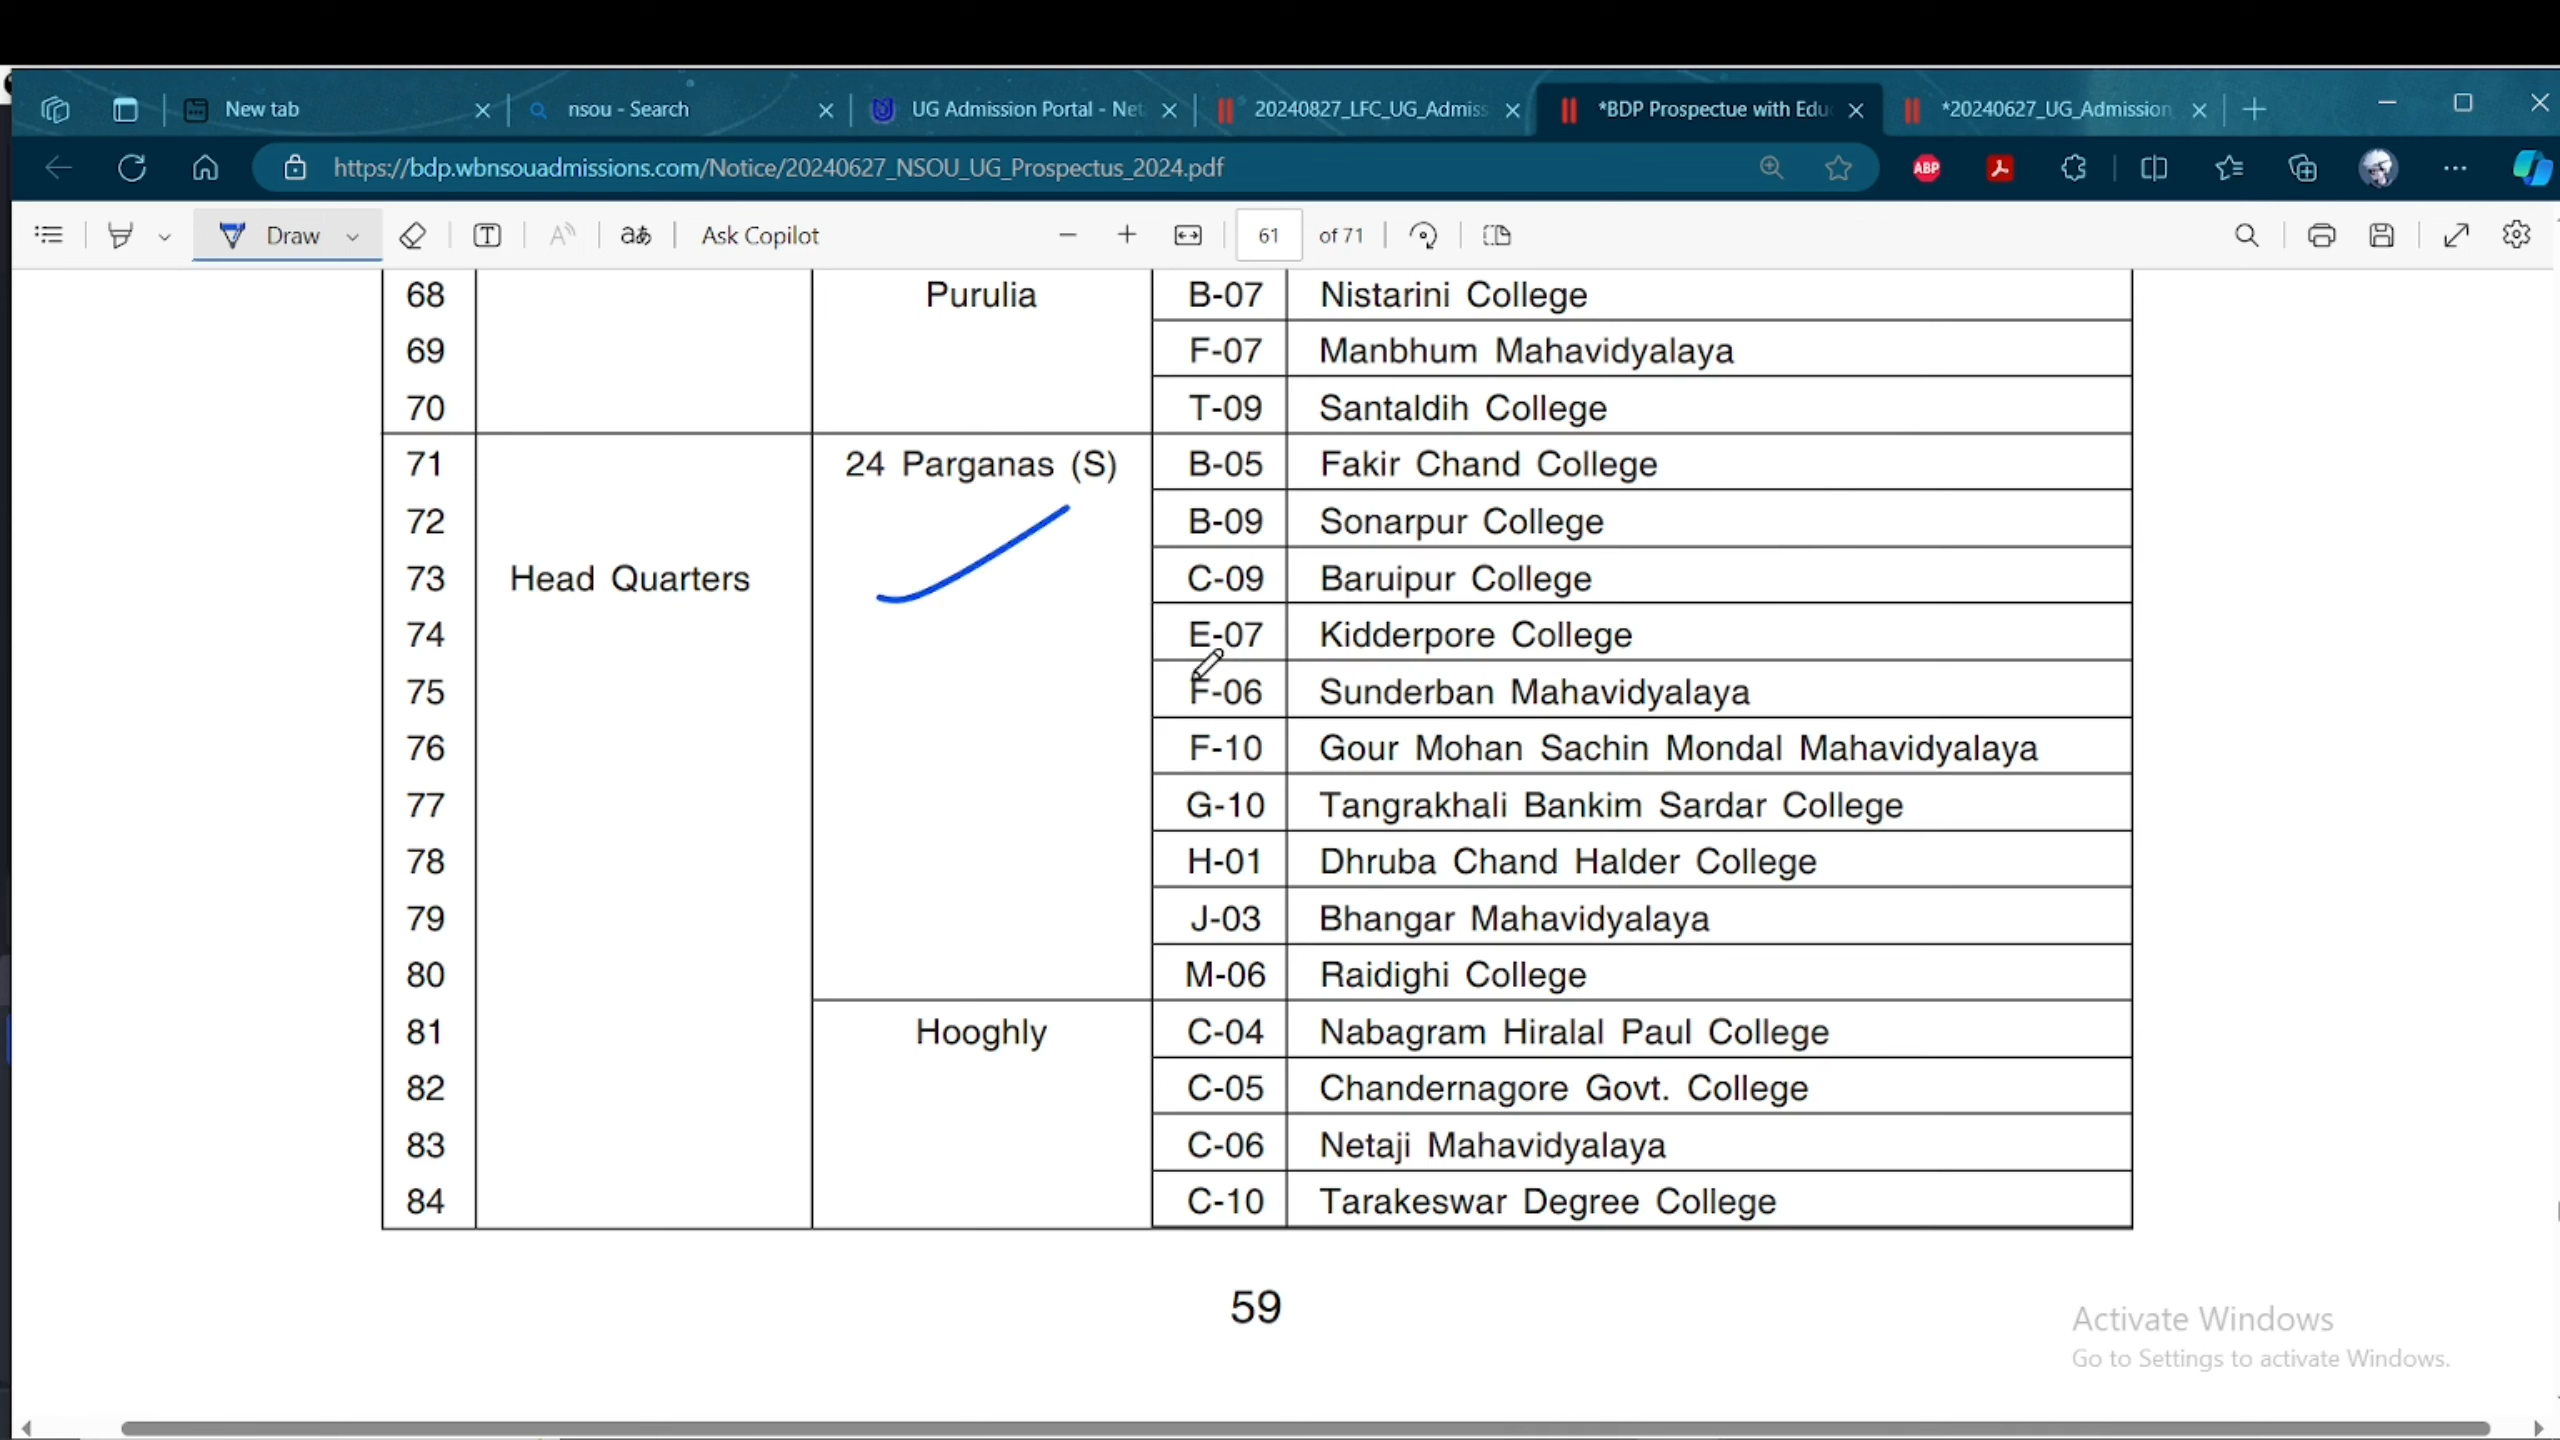 New tab
nsou - Search
UG Admission Portal - Net
20240827_LFC_UG_Admiss
*BDP Prospectue with Edu
*20240627_UG_Admission
https://bdp.wbnsouadmissions.com/Notice/20240627_NSOU_UG_Prospectus_2024.pdf
ABP
Draw
T
aあ
Ask Copilot
61 of 71
68 Purulia B-07 Nistarini College
69 F-07 Manbhum Mahavidyalaya
70 T-09 Santaldih College
71 24 Parganas (S) B-05 Fakir Chand College
72 B-09 Sonarpur College
73 Head Quarters C-09 Baruipur College
74 E-07 Kidderpore College
75 F-06 Sunderban Mahavidyalaya
76 F-10 Gour Mohan Sachin Mondal Mahavidyalaya
77 G-10 Tangrakhali Bankim Sardar College
78 H-01 Dhruba Chand Halder College
79 J-03 Bhangar Mahavidyalaya
80 M-06 Raidighi College
81 Hooghly C-04 Nabagram Hiralal Paul College
82 C-05 Chandernagore Govt. College
83 C-06 Netaji Mahavidyalaya
84 C-10 Tarakeswar Degree College
59
Activate Windows
Go to Settings to activate Windows.